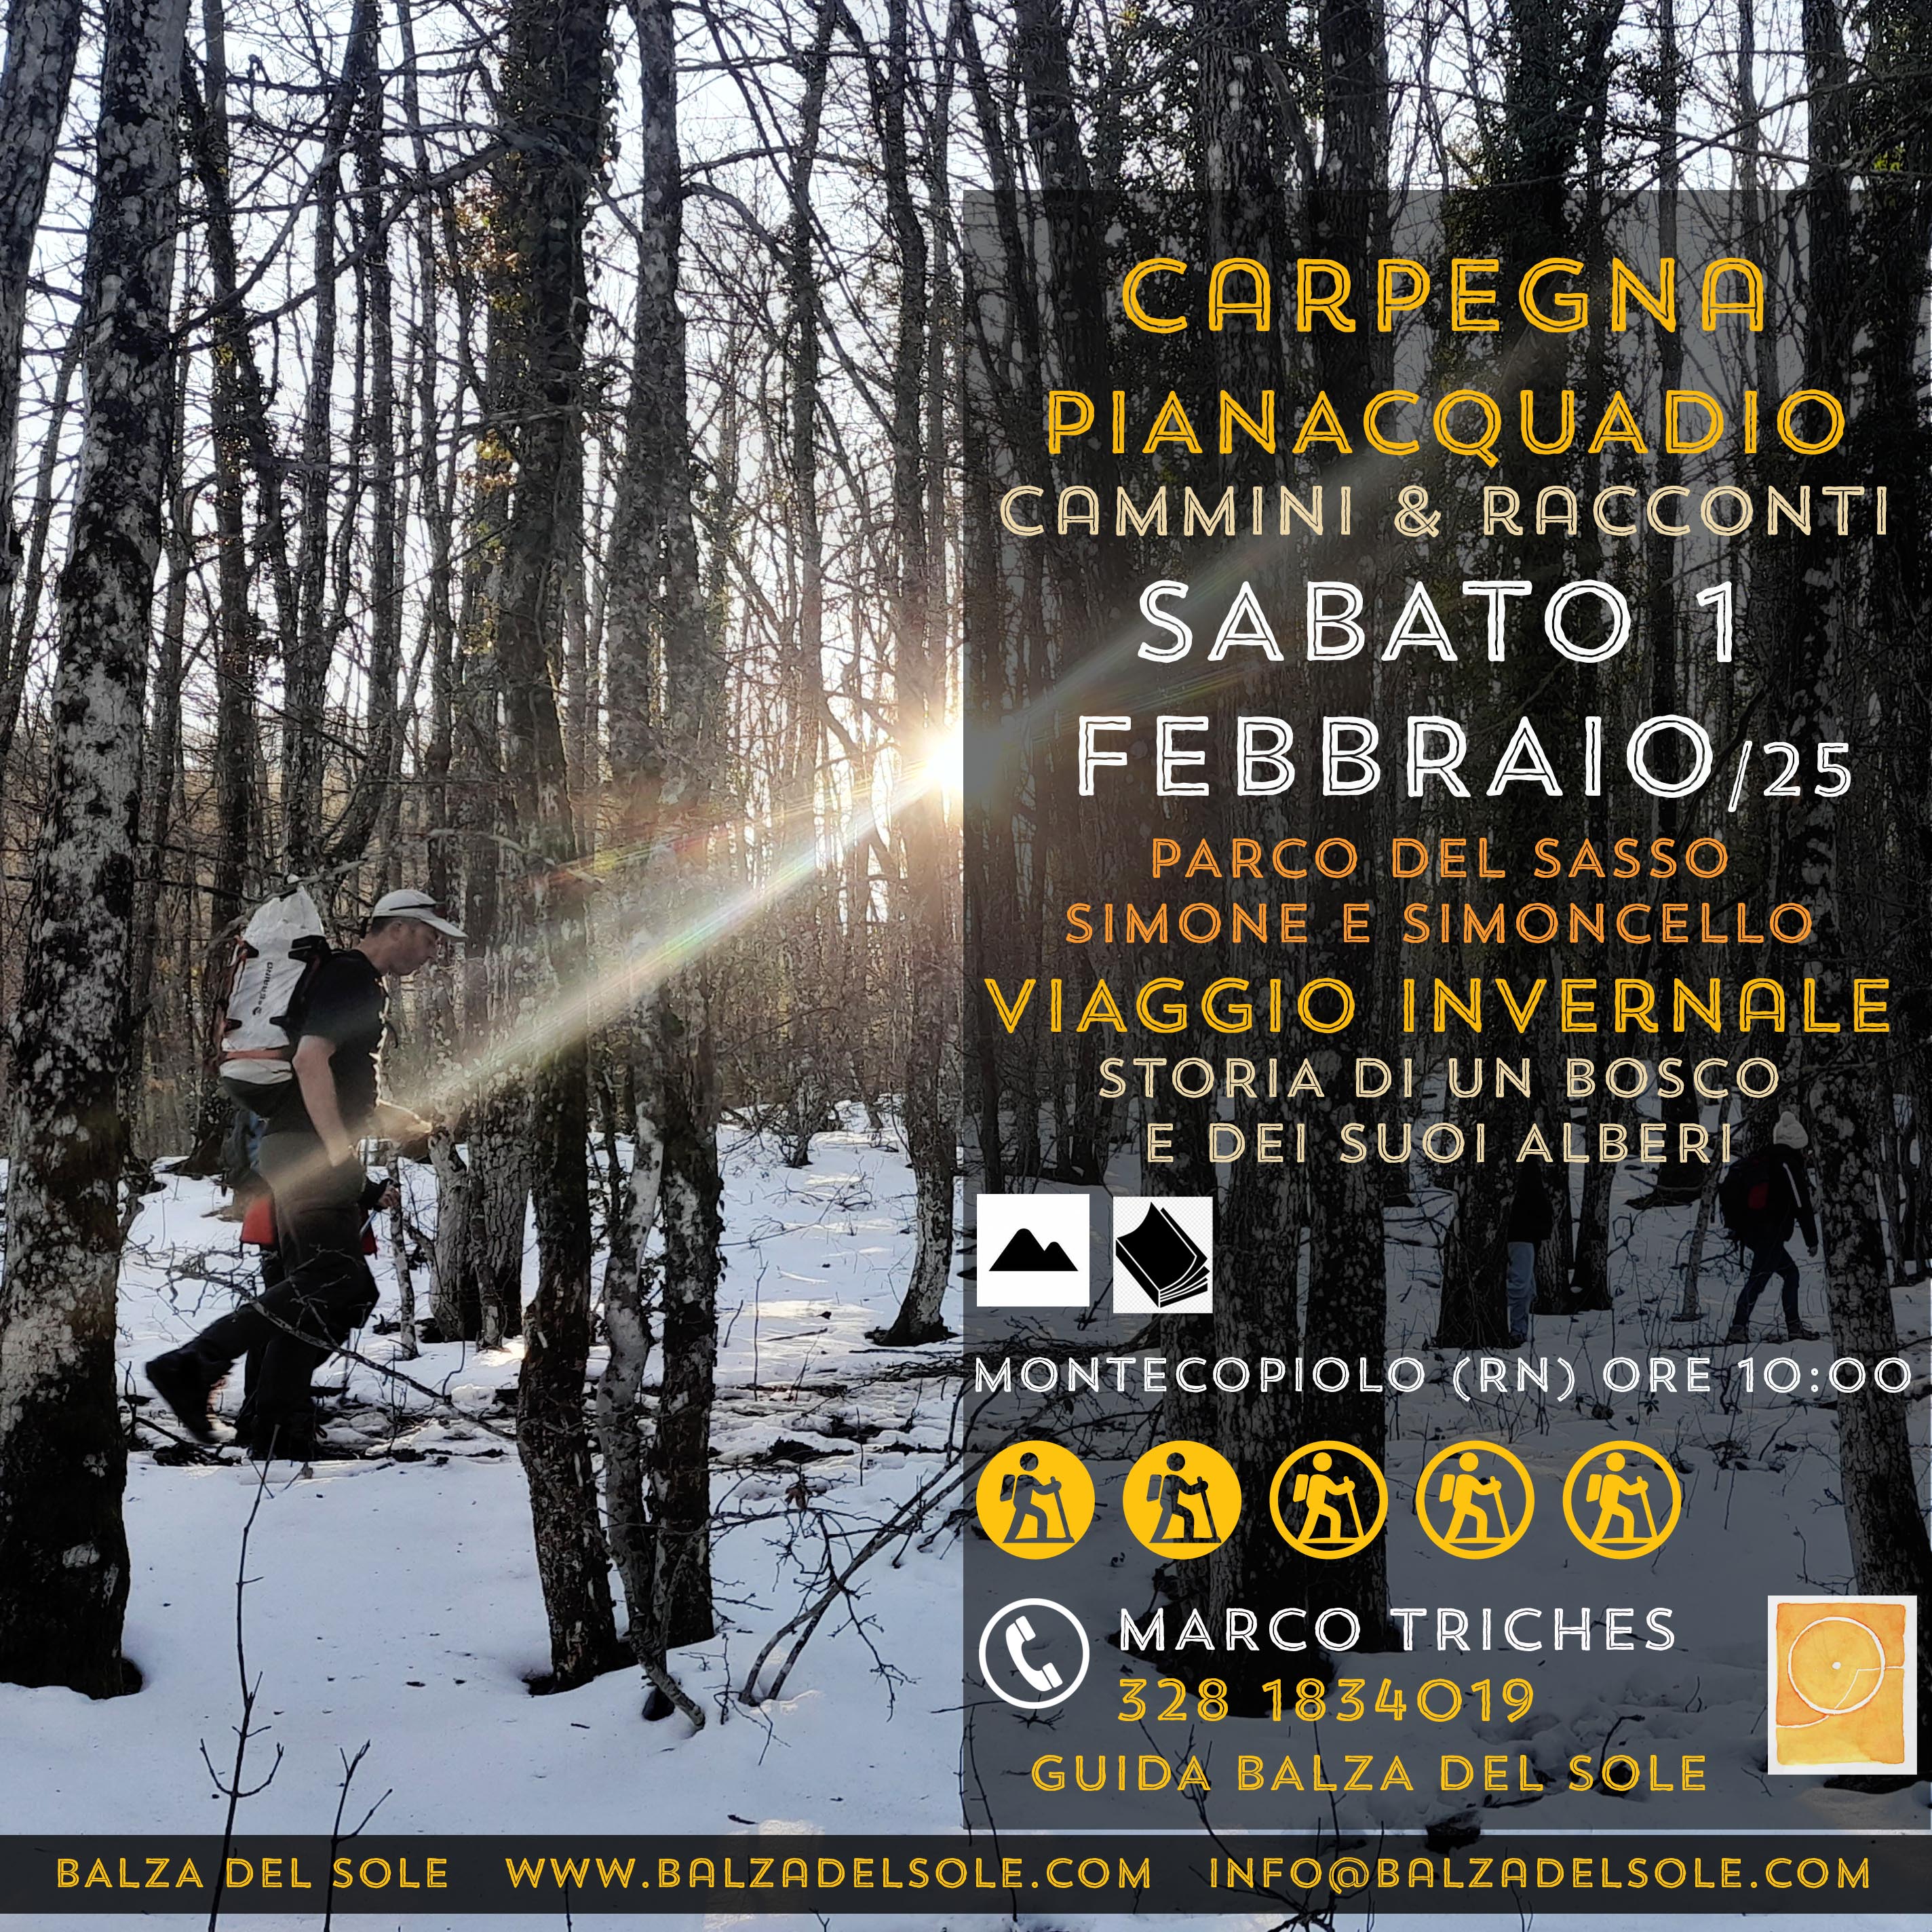 CARPEGNA
PIANACQUADIO
CAMMINI & RACCONTI
SABATO 1
FEBBRAIO/25
PARCO DEL SASSO
SIMONE E SIMONCELLO
VIAGGIO INVERNALE
STORIA DI UN BOSCO
E DEI SUOI ALBERI
MONTECOPIOLO (RN) ORE 10:00
MARCO TRICHES
328 1834019
GUIDA BALZA DEL SOLE
BALZA DEL SOLE WWW.BALZADELSOLE.COM INFO@BALZADELSOLE.COM